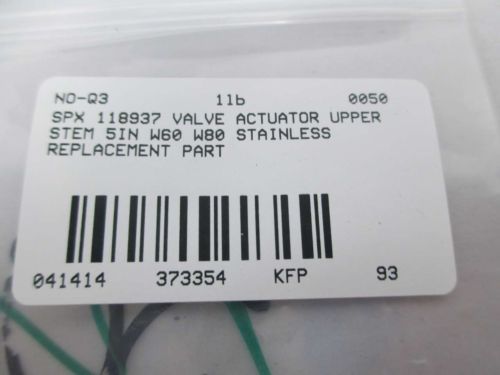 NO-Q3 1lb 0050
SPX 118937 VALVE ACTUATOR UPPER
STEM 5IN W60 W80 STAINLESS
REPLACEMENT PART
041414 373354 KFP 93